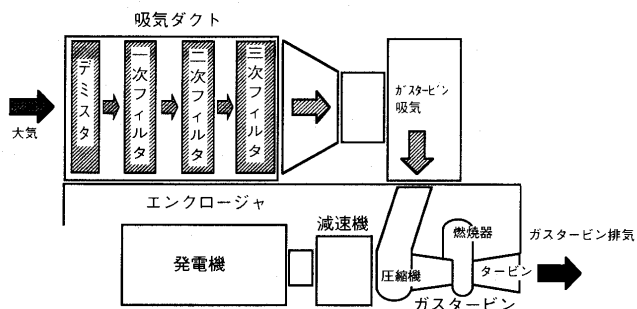 吸気ダクト
デミスタ
一次フィルタ
二次フィルタ
三次フィルタ
大気
ガスタービン
吸気
エンクロージャ
減速機
発電機
圧縮機
燃焼器
タービン
ガスタービン排気
ガスタービン